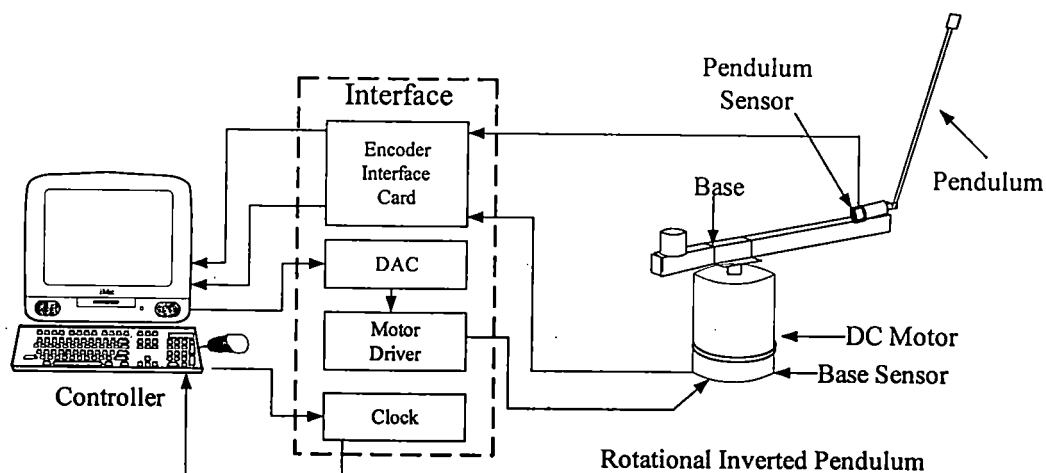 Interface
Encoder
Interface
Card
DAC
Motor
Driver
Clock
Controller
Pendulum
Sensor
Pendulum
Base
DC Motor
Base Sensor
Rotational Inverted Pendulum